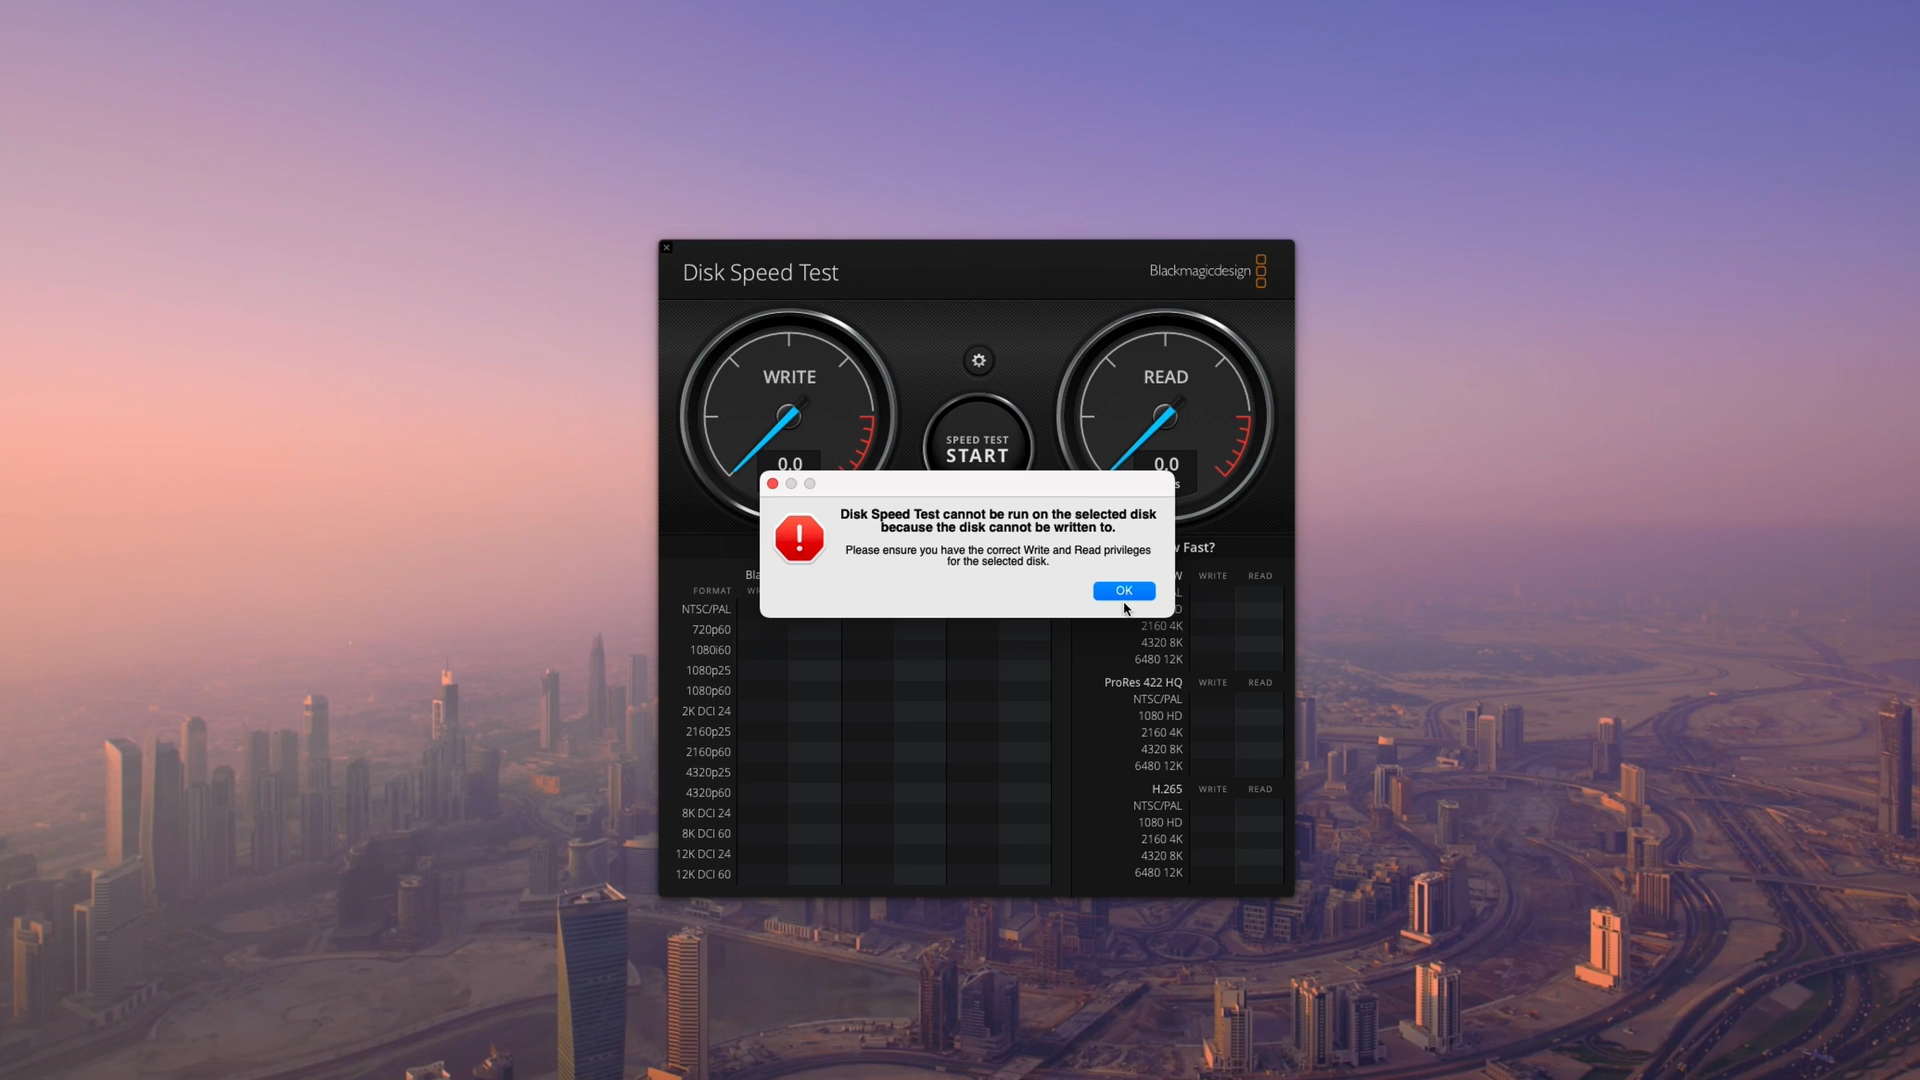 Disk Speed Test
Blackmagicdesign
WRITE
0.0
SPEED TEST
START
READ
0.0
Disk Speed Test cannot be run on the selected disk
because the disk cannot be written to.
Please ensure you have the correct Write and Read privileges
for the selected disk.
OK
Fast?
FORMAT
NTSC/PAL
720p60
1080i60
1080p25
1080p60
2K DCI 24
2160p25
2160p60
4320p25
4320p60
8K DCI 24
8K DCI 60
12K DCI 24
12K DCI 60
WRITE READ
2160 4K
4320 8K
6480 12K
ProRes 422 HQ WRITE READ
NTSC/PAL
1080 HD
2160 4K
4320 8K
6480 12K
H.265 WRITE READ
NTSC/PAL
1080 HD
2160 4K
4320 8K
6480 12K